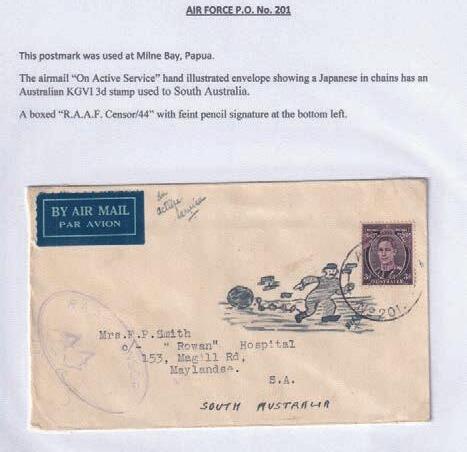 AIR FORCE P.O. No. 201
This postmark was used at Milne Bay, Papua.
The airmail “On Active Service” hand illustrated envelope showing a Japanese in chains has an
Australian KGVI 3d stamp used to South Australia.
A boxed “R.A.A.F. Censor/44” with feint pencil signature at the bottom left.
On
active
Service
BY AIR MAIL
PAR AVION
AUSTRALIA
No 201
Mrs.F.P.Smith
c/- " Rowan" Hospital
153, Magill Rd,
Maylands.
S.A.
SOUTH AUSTRALIA